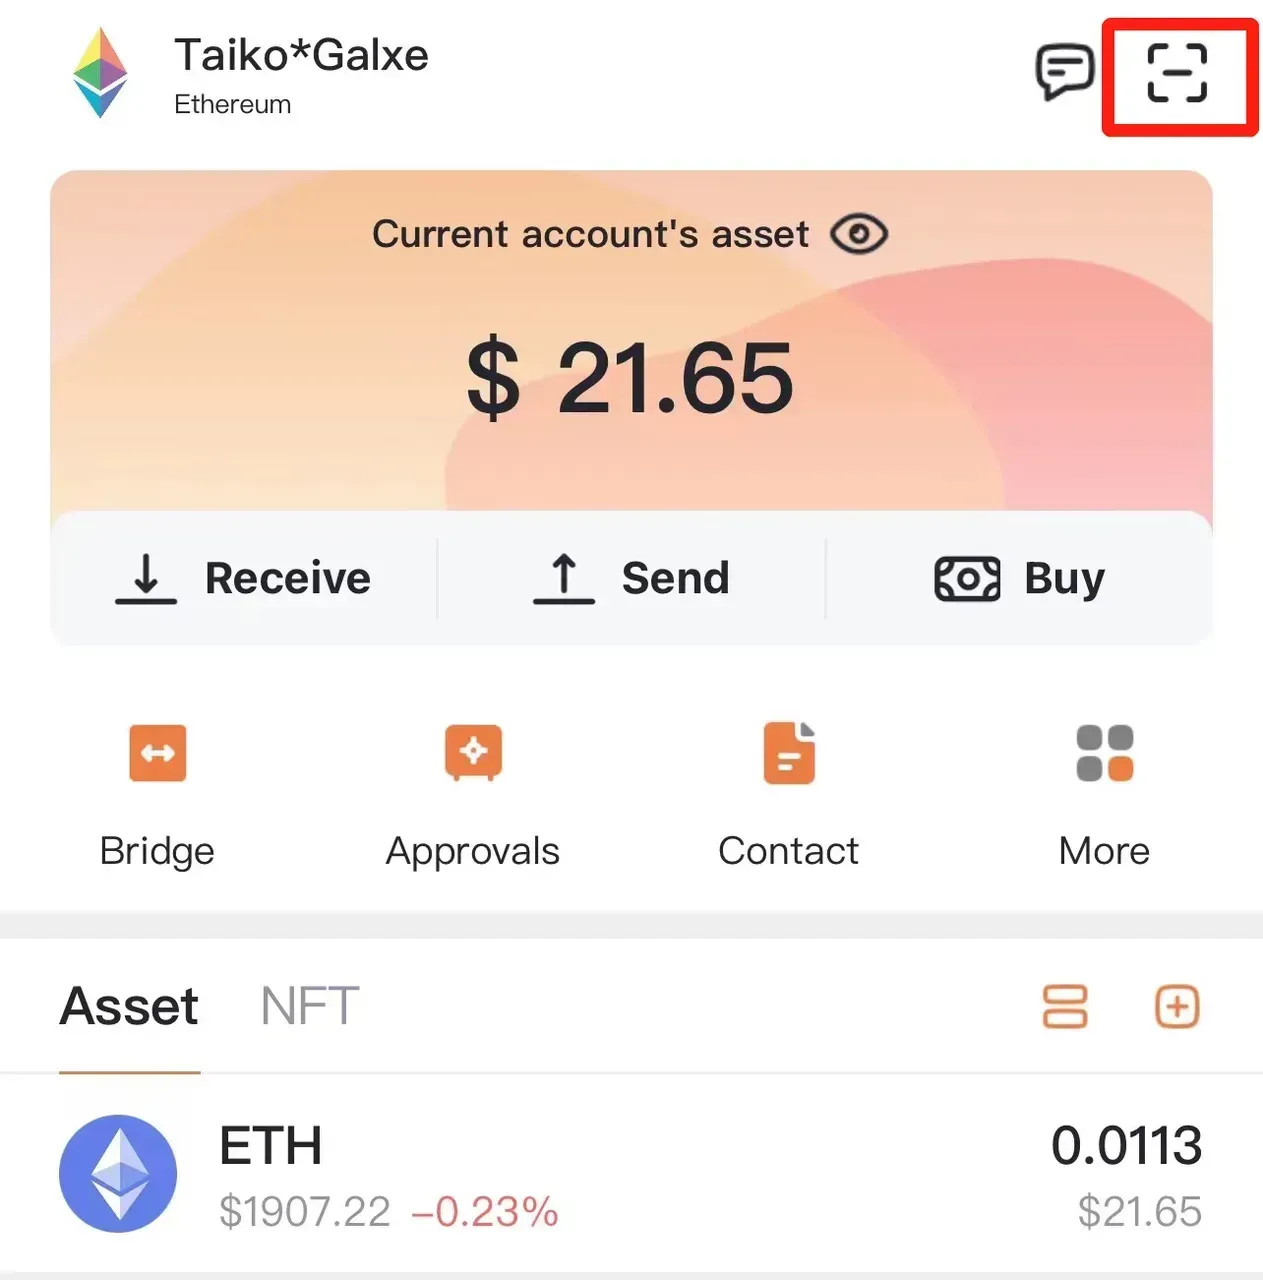 Taiko*Galxe
Ethereum
Current account's asset
$ 21.65
Receive
Send
Buy
Bridge
Approvals
Contact
More
Asset
NFT
ETH
0.0113
$1907.22 −0.23%
$21.65